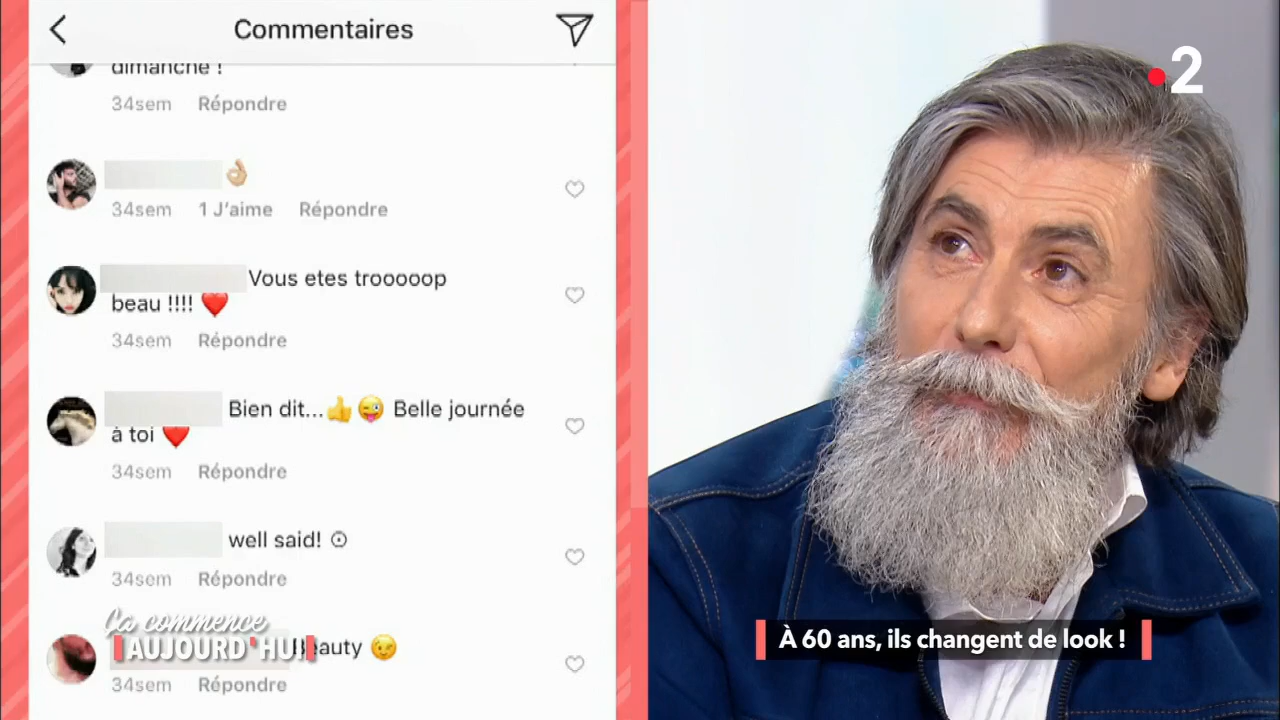 Commentaires
dimanche !
34sem Répondre
👌🏼
34sem 1 J'aime Répondre
Vous etes trooooop
beau !!!! ❤️
34sem Répondre
Bien dit...👍😜 Belle journée
à toi ❤️
34sem Répondre
well said! ☉
34sem Répondre
Beauty 😉
34sem Répondre
Ça commence
AUJOURD'HUI
2
À 60 ans, ils changent de look !